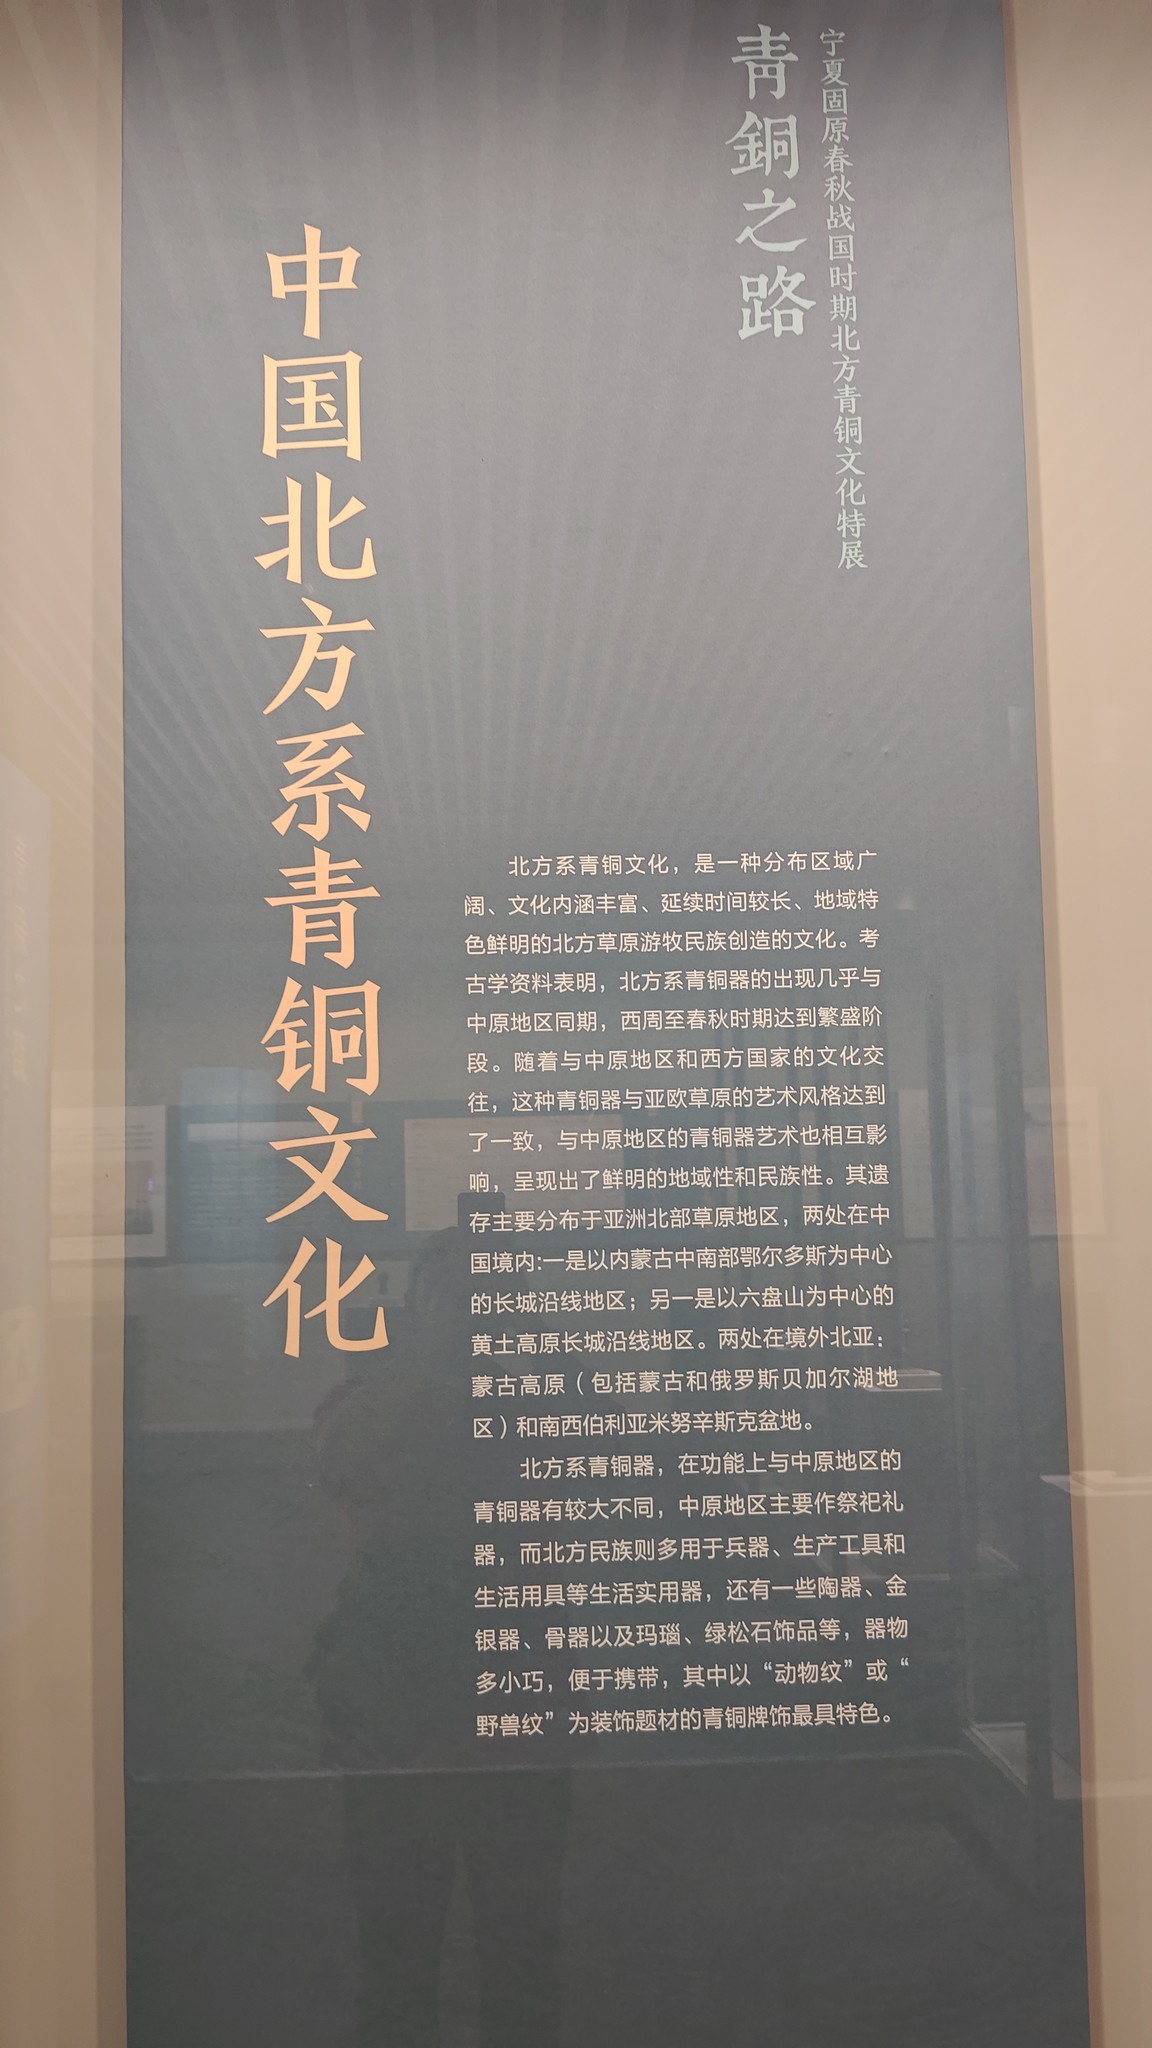 宁夏固原春秋战国时期北方青铜文化特展
青銅之路
中国北方系青铜文化
北方系青铜文化，是一种分布区域广
阔、文化内涵丰富、延续时间较长、地域特
色鲜明的北方草原游牧民族创造的文化。考
古学资料表明，北方系青铜器的出现几乎与
中原地区同期，西周至春秋时期达到繁盛阶
段。随着与中原地区和西方国家的文化交
往，这种青铜器与亚欧草原的艺术风格达到
了一致，与中原地区的青铜器艺术也相互影
响，呈现出了鲜明的地域性和民族性。其遗
存主要分布于亚洲北部草原地区，两处在中
国境内:一是以内蒙古中南部鄂尔多斯为中心
的长城沿线地区；另一是以六盘山为中心的
黄土高原长城沿线地区。两处在境外北亚：
蒙古高原（包括蒙古和俄罗斯贝加尔湖地
区）和南西伯利亚米努辛斯克盆地。
北方系青铜器，在功能上与中原地区的
青铜器有较大不同，中原地区主要作祭祀礼
器，而北方民族则多用于兵器、生产工具和
生活用具等生活实用器，还有一些陶器、金
银器、骨器以及玛瑙、绿松石饰品等，器物
多小巧，便于携带，其中以“动物纹”或“
野兽纹”为装饰题材的青铜牌饰最具特色。